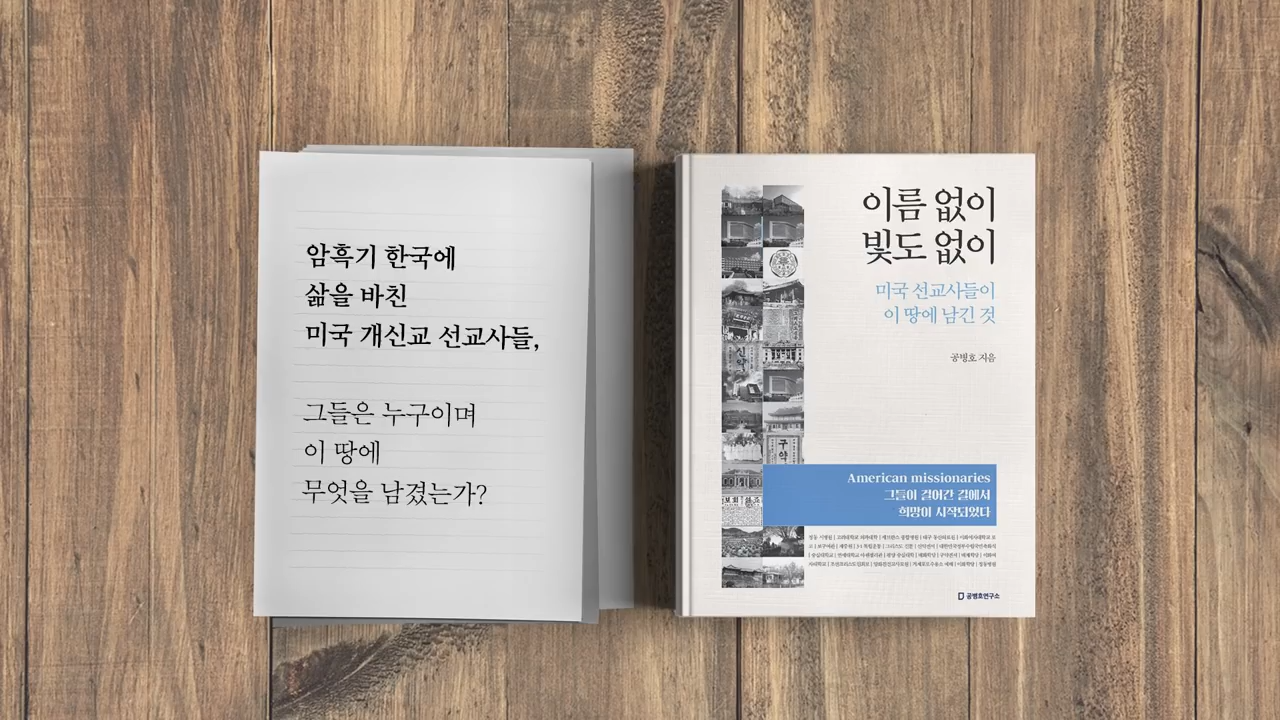 암흑기 한국에
삶을 바친
미국 개신교 선교사들,
그들은 누구이며
이 땅에
무엇을 남겼는가?
이름 없이
빛도 없이
미국 선교사들이
이 땅에 남긴 것
공병호 지음
신약
구약
American missionaries
그들이 걸어간 길에서
희망이 시작되었다
공병호연구소